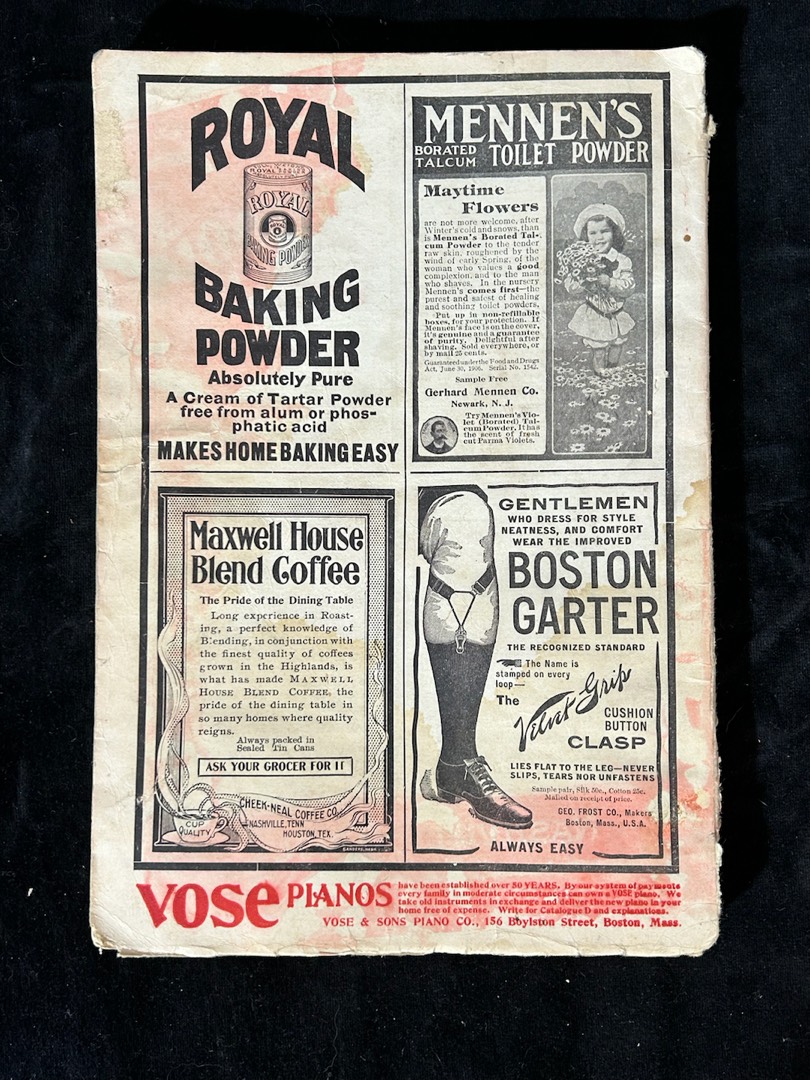 ROYAL
ROYAL
BAKING POWDER
BAKING
POWDER
Absolutely Pure
A Cream of Tartar Powder
free from alum or phos-
phatic acid
MAKES HOME BAKING EASY
MENNEN'S
BORATED
TALCUM
TOILET POWDER
Maytime
Flowers
are not more welcome, after
Winter's cold and snows, than
is Mennen's Borated Tal-
cum Powder to the tender
raw skin, roughened by the
wind of early Spring, of the
woman who values a good
complexion, and to the man
who shaves. In the nursery
Mennen's comes first—the
purest and safest of healing
and soothing toilet powders.
Put up in non-refillable
boxes, for your protection. If
Mennen's face is on the cover,
it's genuine and a guarantee
of purity. Delightful after
shaving. Sold everywhere, or
by mail 25 cents.
Guaranteed under the Food and Drugs
Act, June 30, 1906. Serial No. 1542.
Sample Free
Gerhard Mennen Co.
Newark, N. J.
Try Mennen's Vio-
let (Borated) Tal-
cum Powder. It has
the scent of fresh
cut Parma Violets.
Maxwell House
Blend Coffee
The Pride of the Dining Table
Long experience in Roast-
ing, a perfect knowledge of
Blending, in conjunction with
the finest quality of coffees
grown in the Highlands, is
what has made MAXWELL
HOUSE BLEND COFFEE, the
pride of the dining table in
so many homes where quality
reigns.
Always packed in
Sealed Tin Cans
ASK YOUR GROCER FOR IT
CUP
QUALITY
CHEEK-NEAL COFFEE CO.
NASHVILLE, TENN
HOUSTON, TEX.
GENTLEMEN
WHO DRESS FOR STYLE
NEATNESS, AND COMFORT
WEAR THE IMPROVED
BOSTON
GARTER
THE RECOGNIZED STANDARD
The Name is
stamped on every
loop—
The
Velvet Grip
CUSHION
BUTTON
CLASP
LIES FLAT TO THE LEG—NEVER
SLIPS, TEARS NOR UNFASTENS
Sample pair, Silk 50c., Cotton 25c.
Mailed on receipt of price.
GEO. FROST CO., Makers
Boston, Mass., U.S.A.
ALWAYS EASY
vose PIANOS
have been established over 50 YEARS. By our system of payments
every family in moderate circumstances can own a VOSE piano. We
take old instruments in exchange and deliver the new piano in your
home free of expense. Write for Catalogue D and explanations.
VOSE & SONS PIANO CO., 156 Boylston Street, Boston, Mass.